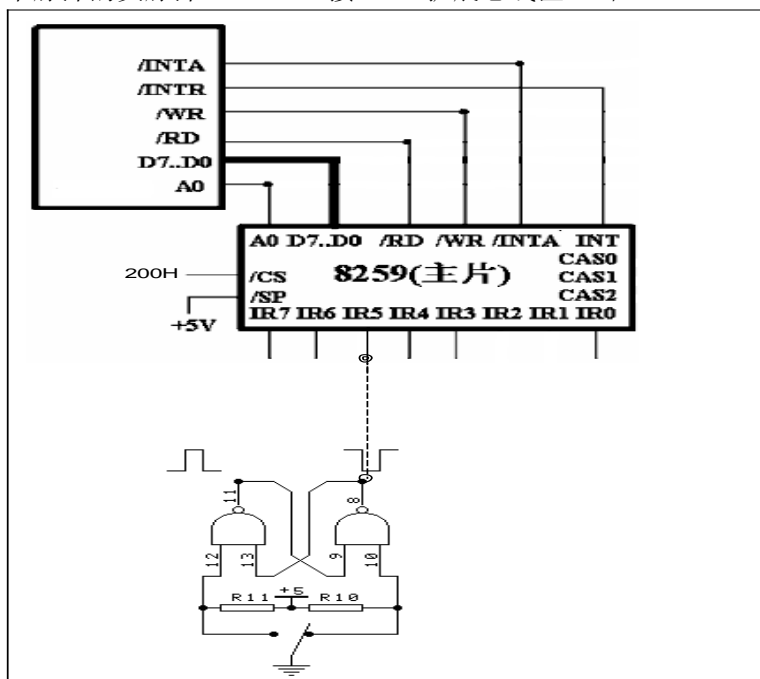 /INTA
/INTR
/WR
/RD
D7..D0
A0
A0 D7..D0 /RD /WR /INTA INT
CAS0
200H
/CS
8259(主片)
CAS1
/SP
CAS2
+5V
IR7 IR6 IR5 IR4 IR3 IR2 IR1 IR0
11
8
12
13
9
10
+5
R11
R10